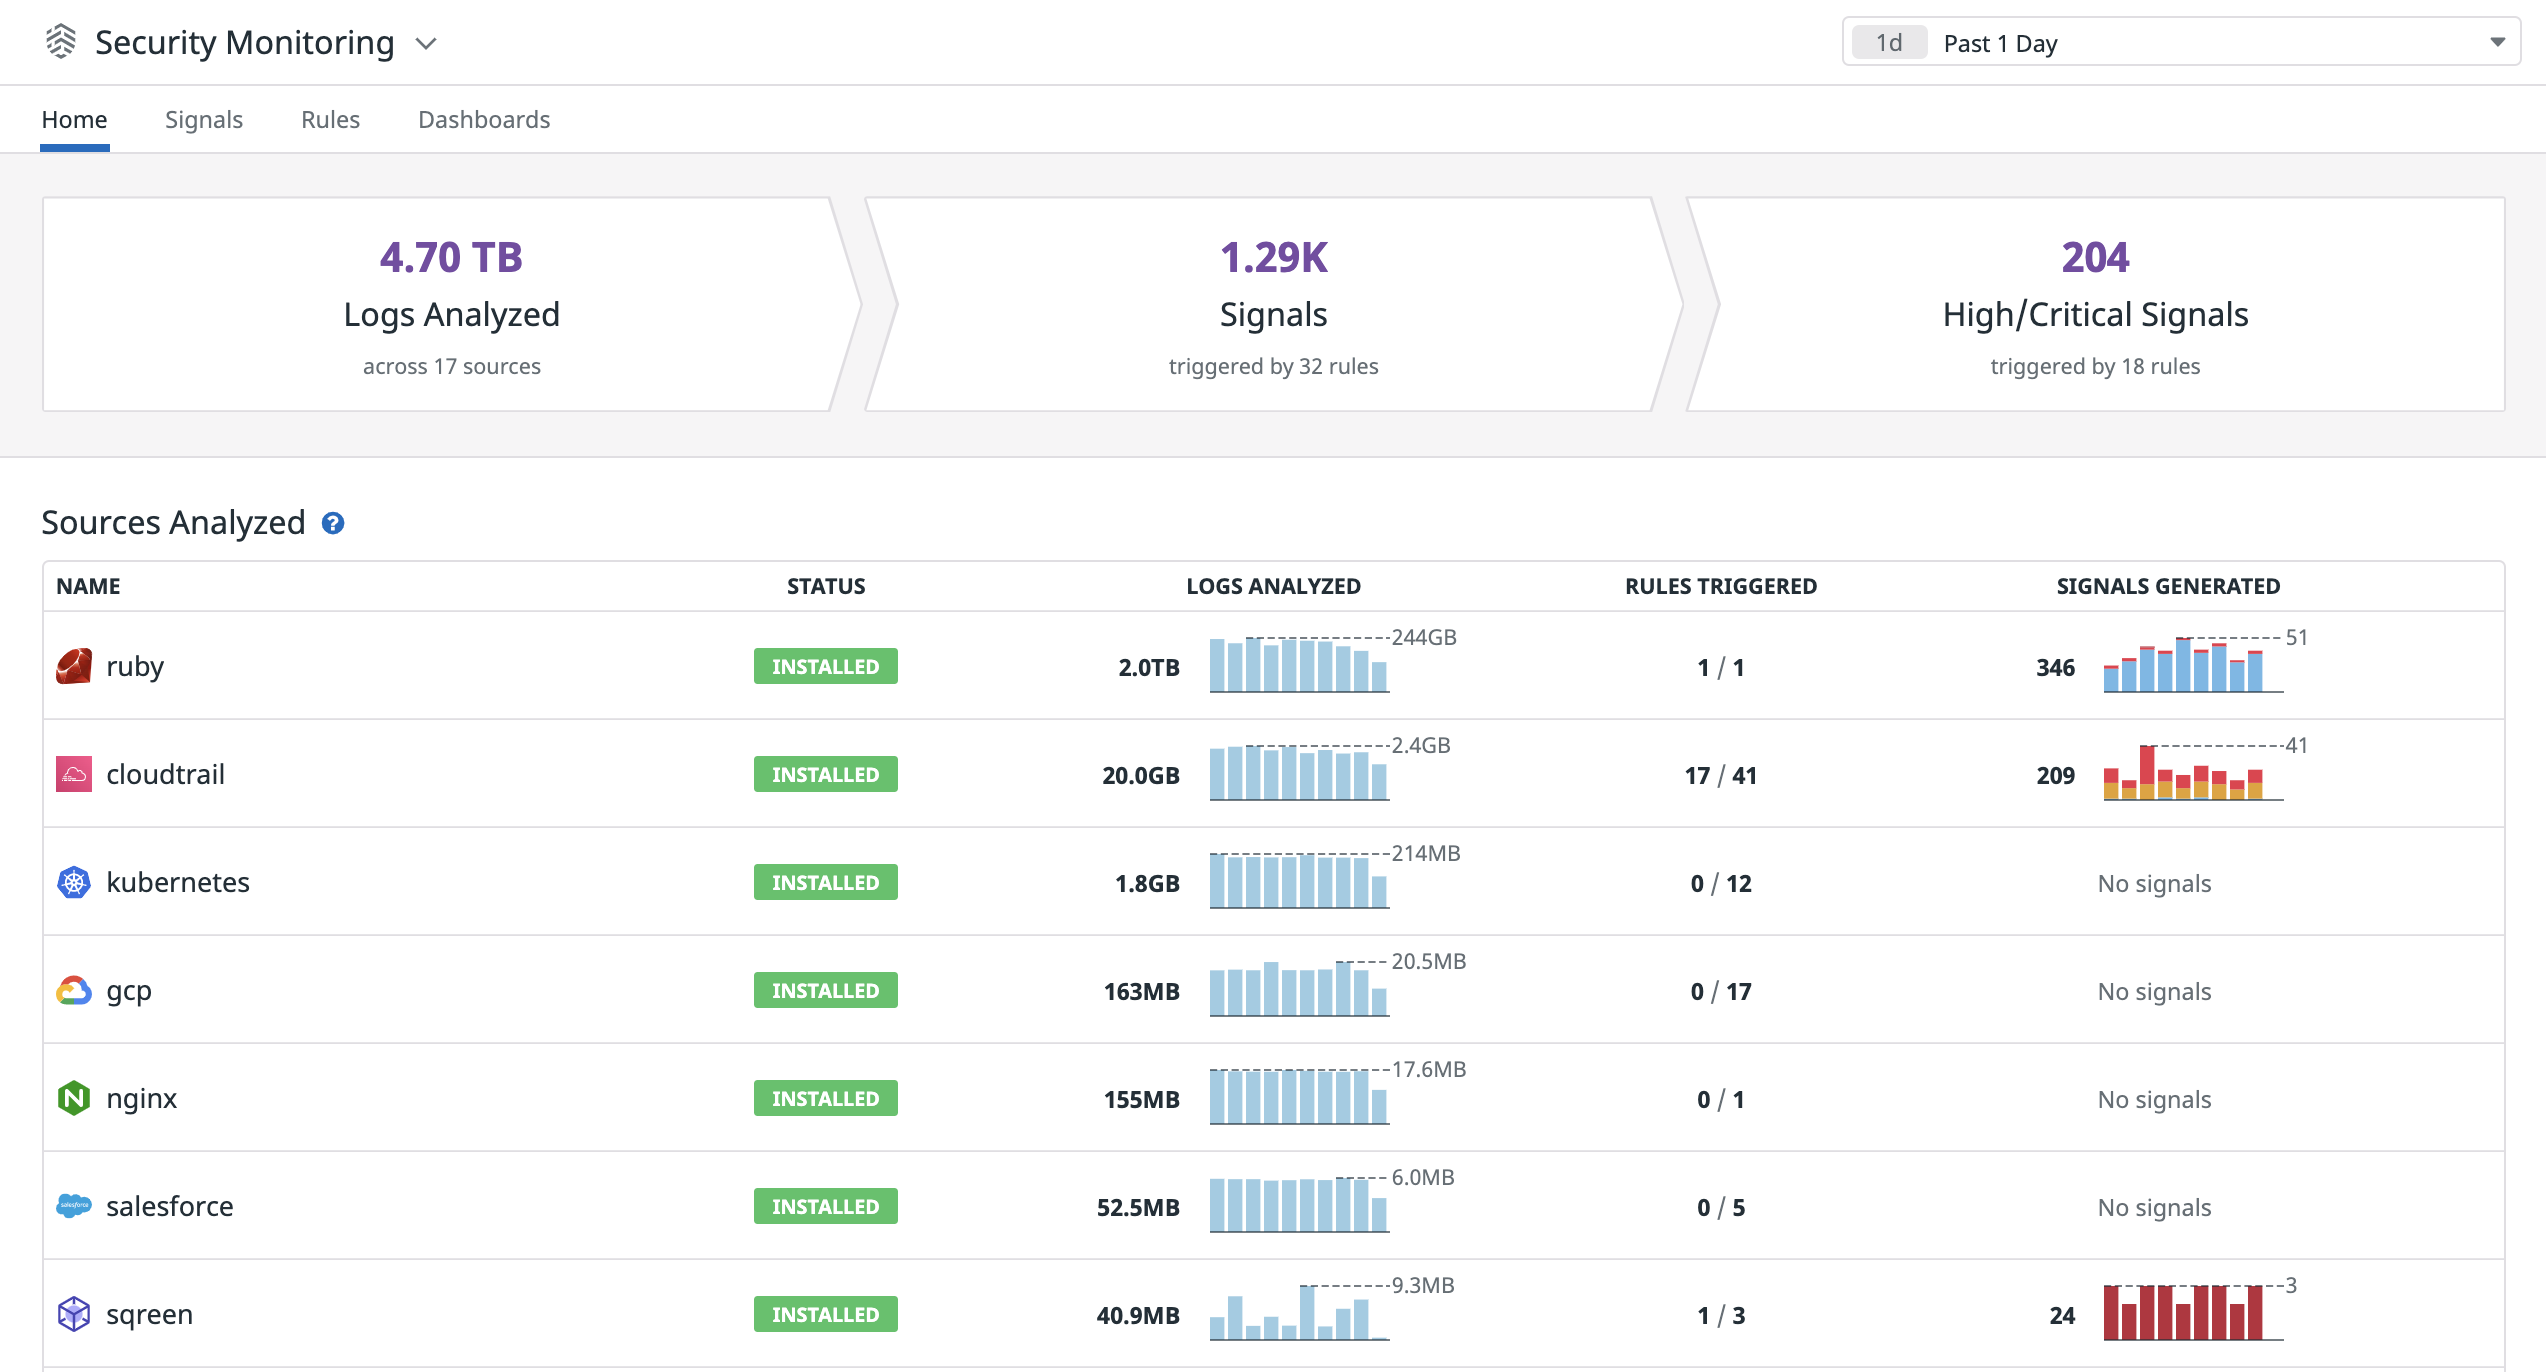 Security Monitoring
1d Past 1 Day
Home Signals Rules Dashboards
4.70 TB
Logs Analyzed
across 17 sources
1.29K
Signals
triggered by 32 rules
204
High/Critical Signals
triggered by 18 rules
Sources Analyzed ?
NAME STATUS LOGS ANALYZED RULES TRIGGERED SIGNALS GENERATED
ruby INSTALLED 2.0TB 244GB 1 / 1 346 51
cloudtrail INSTALLED 20.0GB 2.4GB 17 / 41 209 41
kubernetes INSTALLED 1.8GB 214MB 0 / 12 No signals
gcp INSTALLED 163MB 20.5MB 0 / 17 No signals
N nginx INSTALLED 155MB 17.6MB 0 / 1 No signals
salesforce salesforce INSTALLED 52.5MB 6.0MB 0 / 5 No signals
sqreen INSTALLED 40.9MB 9.3MB 1 / 3 24 3